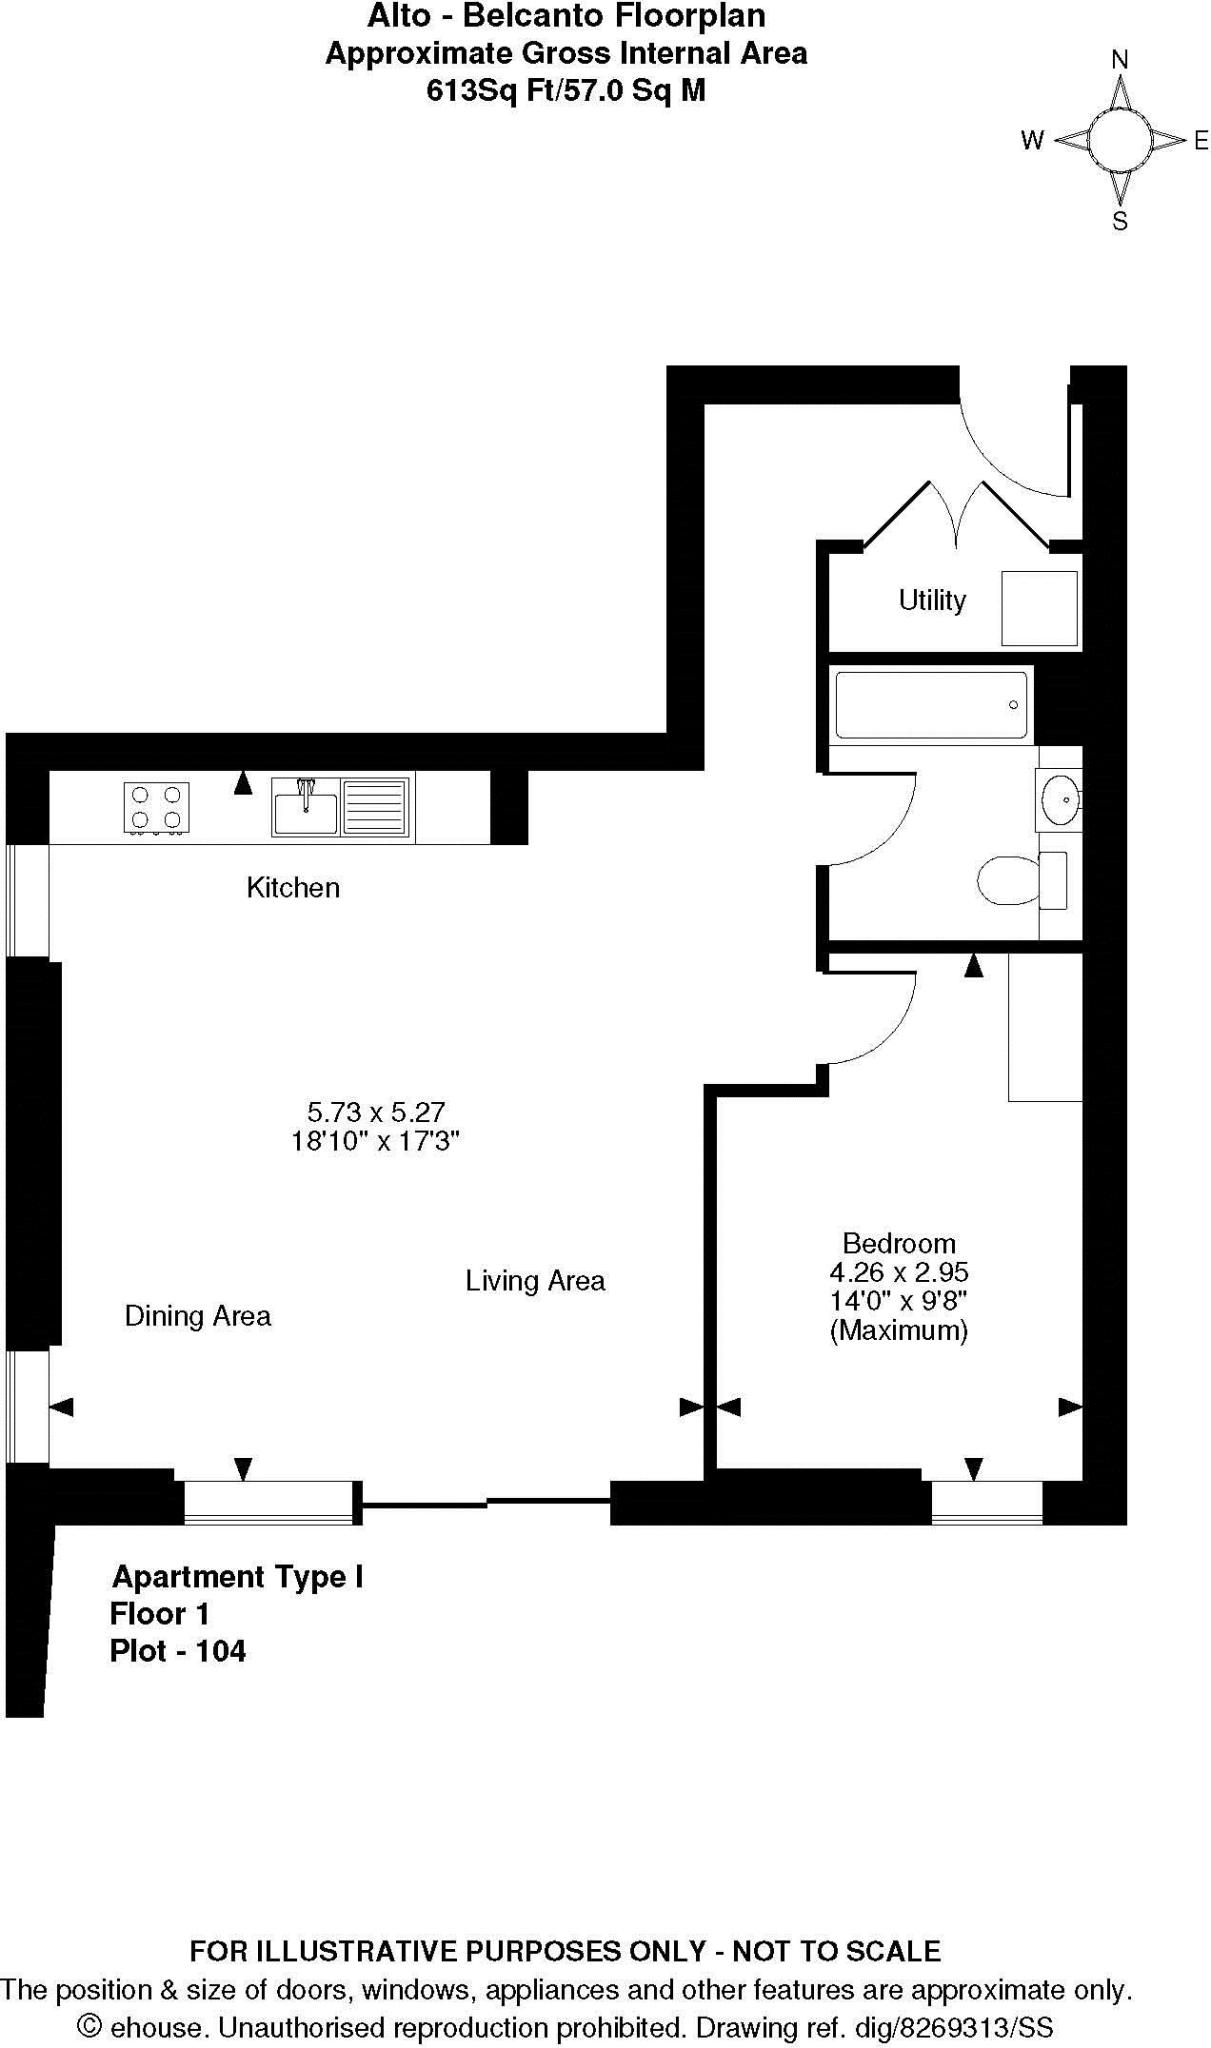 Alto - Belcanto Floorplan
Approximate Gross Internal Area
613Sq Ft/57.0 Sq M
N
W E
S
Utility
Kitchen
5.73 x 5.27
18'10" x 17'3"
Bedroom
4.26 x 2.95
14'0" x 9'8"
(Maximum)
Living Area
Dining Area
Apartment Type I
Floor 1
Plot - 104
FOR ILLUSTRATIVE PURPOSES ONLY - NOT TO SCALE
The position & size of doors, windows, appliances and other features are approximate only.
© ehouse. Unauthorised reproduction prohibited. Drawing ref. dig/8269313/SS